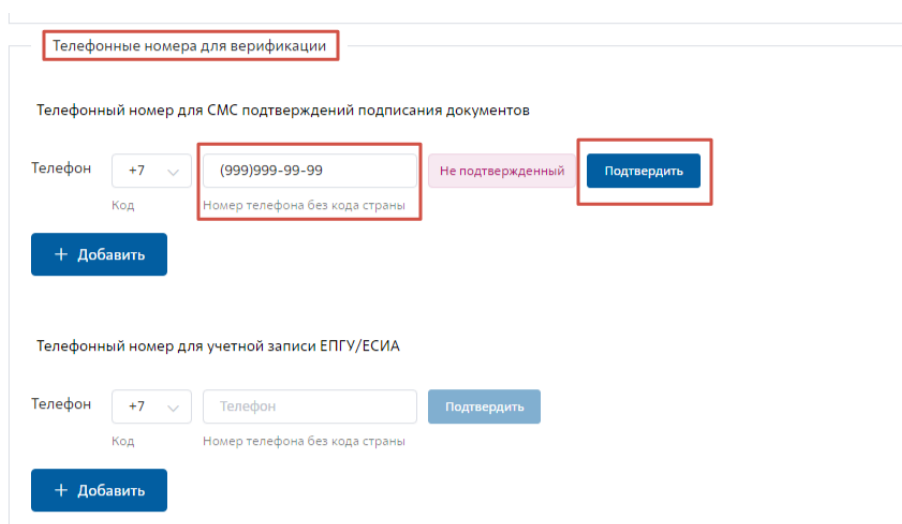 Телефонные номера для верификации
Телефонный номер для СМС подтверждений подписания документов
Телефон +7 (999)999-99-99 Не подтвержденный Подтвердить
Код Номер телефона без кода страны
+ Добавить
Телефонный номер для учетной записи ЕПГУ/ЕСИА
Телефон +7 Телефон Подтвердить
Код Номер телефона без кода страны
+ Добавить